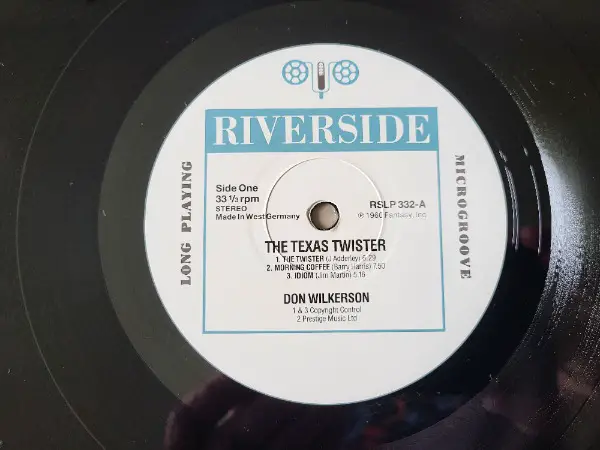 RIVERSIDE
LONG PLAYING
MICROGROOVE
Side One
33 ⅓ rpm
STEREO
Made In West Germany
RSLP 332-A
℗ 1960 Fantasy, Inc
THE TEXAS TWISTER
1. THE TWISTER (J Adderley) 6.29
2. MORNING COFFEE (Barry Harris) 7.50
3. IDIOM (Jim Martin) 5.16
DON WILKERSON
1 & 3 Copyright Control
2 Prestige Music Ltd